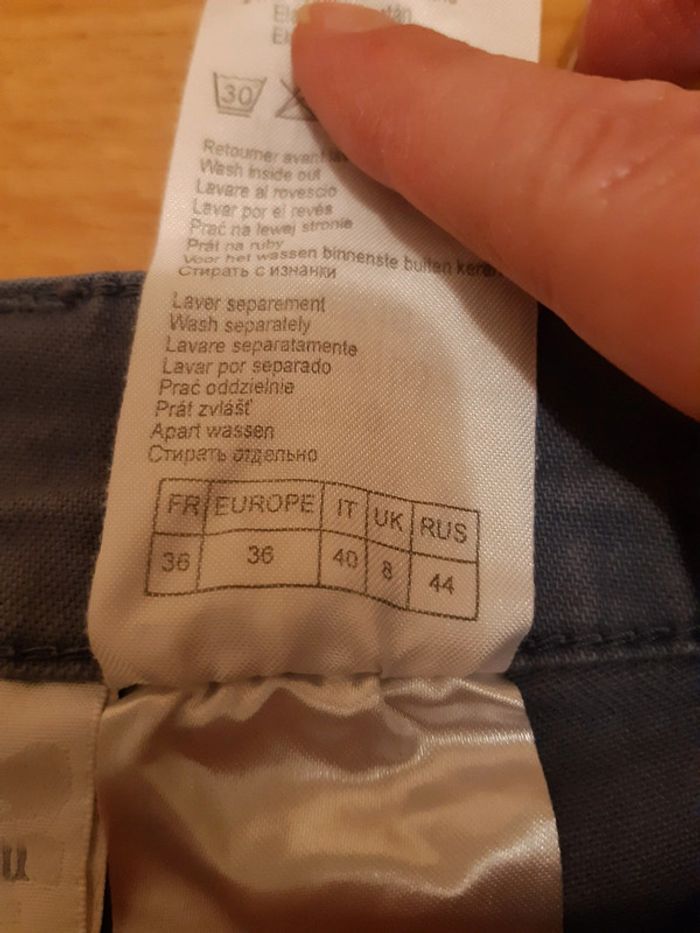 30
Retourner avant
Wash inside out
Lavare al rovescio
Lavar por el revés
Prać na lewej stronie
Prát na ruby
Voor het wassen binnenste buiten
Стирать с изнанки
Laver séparément
Wash separately
Lavare separatamente
Lavar por separado
Prać oddzielnie
Prát zvlášť
Apart wassen
Стирать отдельно
FR EUROPE IT UK RUS
36 36 40 8 44
u